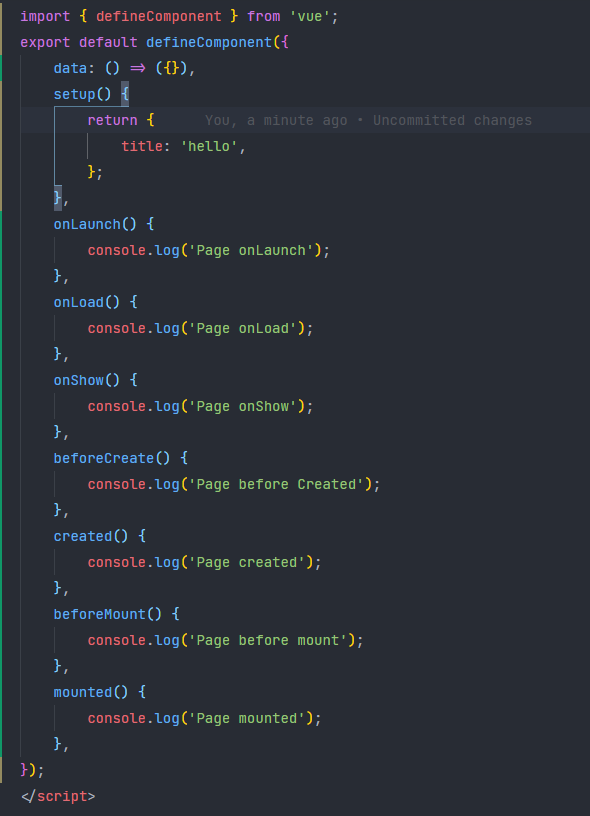 import { defineComponent } from 'vue';
export default defineComponent({
    data: () => ({}),
    setup() {
        return {      You, a minute ago • Uncommitted changes
            title: 'hello',
        };
    },
    onLaunch() {
        console.log('Page onLaunch');
    },
    onLoad() {
        console.log('Page onLoad');
    },
    onShow() {
        console.log('Page onShow');
    },
    beforeCreate() {
        console.log('Page before Created');
    },
    created() {
        console.log('Page created');
    },
    beforeMount() {
        console.log('Page before mount');
    },
    mounted() {
        console.log('Page mounted');
    },
});
</script>